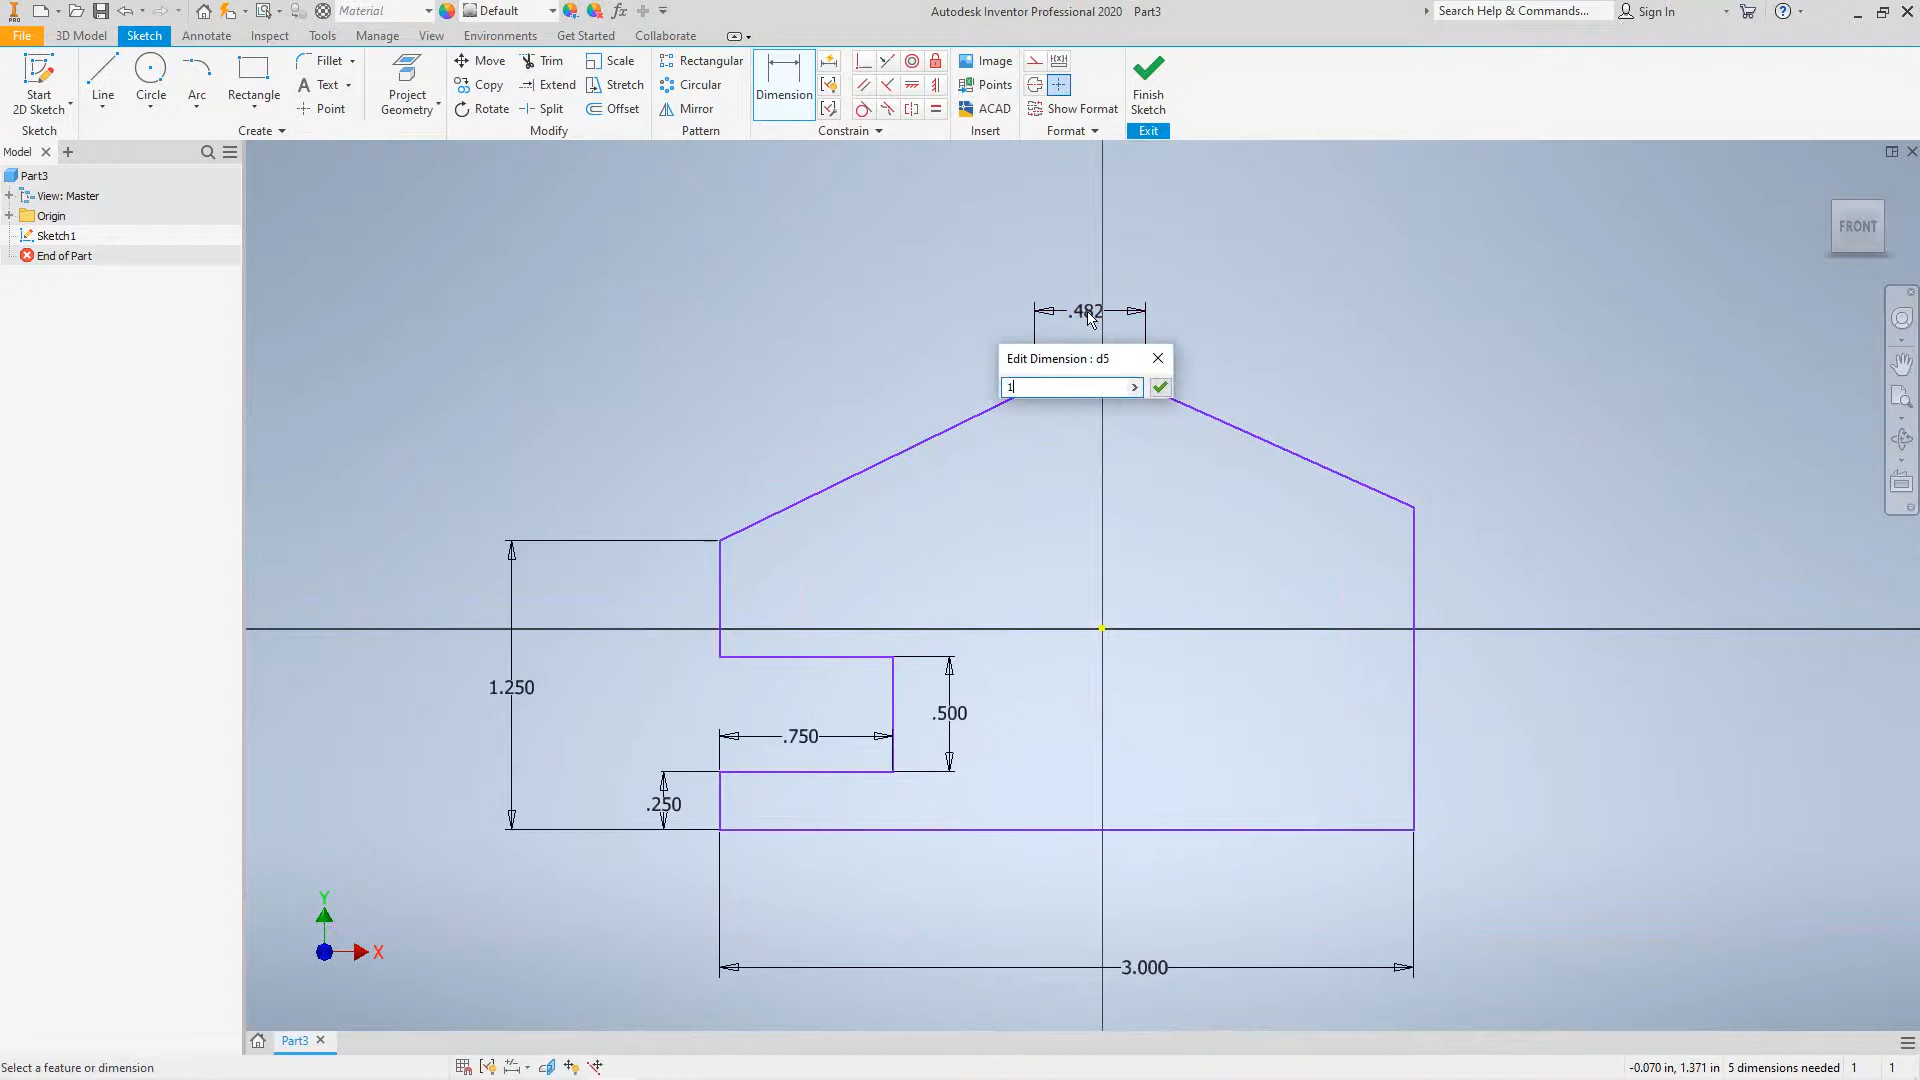 PRO Material Default fx Autodesk Inventor Professional 2020 Part3 Search Help & Commands... Sign In
File 3D Model Sketch Annotate Inspect Tools Manage View Environments Get Started Collaborate
Start 2D Sketch
Line
Circle
Arc
Rectangle
Fillet
Text
Point
Project Geometry
Move
Copy
Rotate
Trim
Extend
Split
Scale
Stretch
Offset
Rectangular
Circular
Mirror
Dimension
Image
Points
ACAD
Show Format
Finish Sketch
Sketch Create Modify Pattern Constrain Insert Format Exit
Model
Part3
View: Master
Origin
Sketch1
End of Part
FRONT
.482
Edit Dimension : d5
1
1.250
.500
.750
.250
3.000
Y
X
Part3
Select a feature or dimension
-0.070 in, 1.371 in 5 dimensions needed 1 1